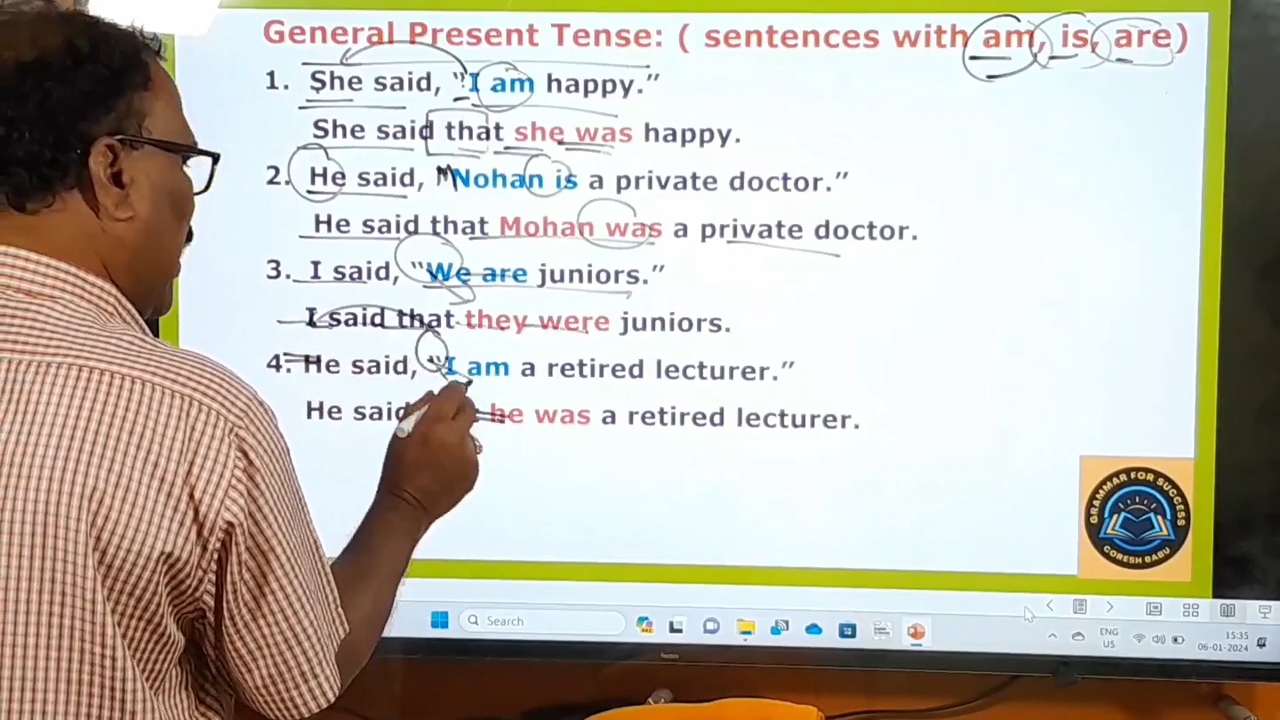 General Present Tense: ( sentences with am, is, are)
1. She said, "I am happy."
She said that she was happy.
2. He said, "Nohan is a private doctor."
He said that Mohan was a private doctor.
3. I said, "We are juniors."
I said that they were juniors.
4. He said, "I am a retired lecturer."
He said he was a retired lecturer.
GRAMMAR FOR SUCCESS
CORESH BABU
Search
ENG
US
15:35
06-01-2024